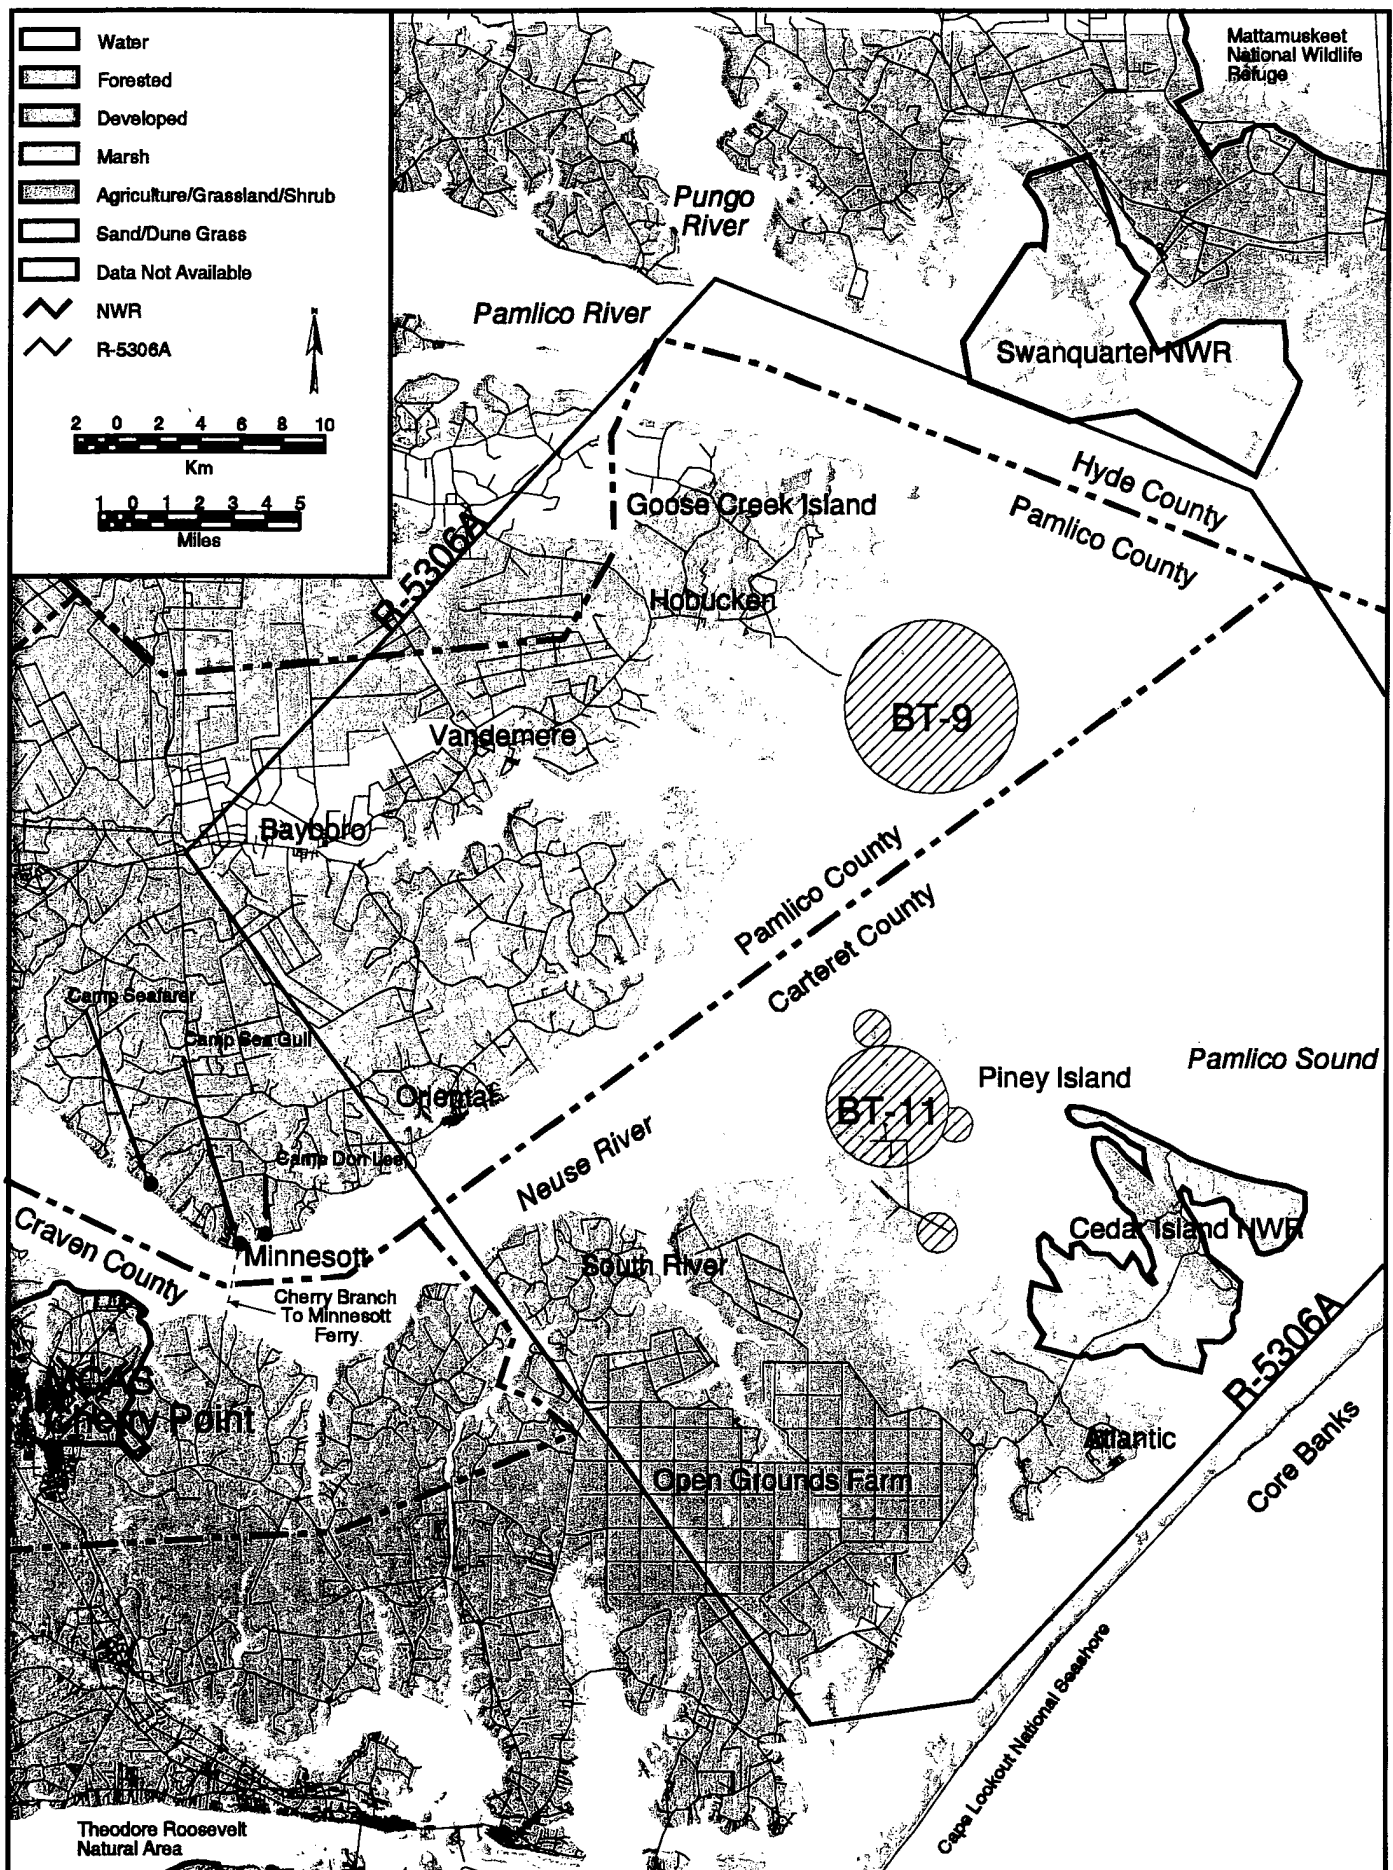 Water
Forested
Developed
Marsh
Agriculture/Grassland/Shrub
Sand/Dune Grass
Data Not Available
NWR
R-5306A
N
2 0 2 4 6 8 10
Km
1 0 1 2 3 4 5
Miles
Mattamuskeet
National Wildlife
Refuge
Pungo
River
Pamlico River
Swanquarter NWR
Hyde County
Pamlico County
Goose Creek Island
R-5306A
Hobucken
BT-9
Vandemere
Bayboro
Pamlico County
Carteret County
Camp Seafarer
Camp Sea Gull
Oriental
Camp Don Lee
Piney Island
Pamlico Sound
BT-11
Neuse River
Craven County
Minnesott
South River
Cedar Island NWR
Cherry Branch
To Minnesott
Ferry
MCAS
Cherry Point
R-5306A
Atlantic
Core Banks
Open Grounds Farm
Cape Lookout National Seashore
Theodore Roosevelt
Natural Area